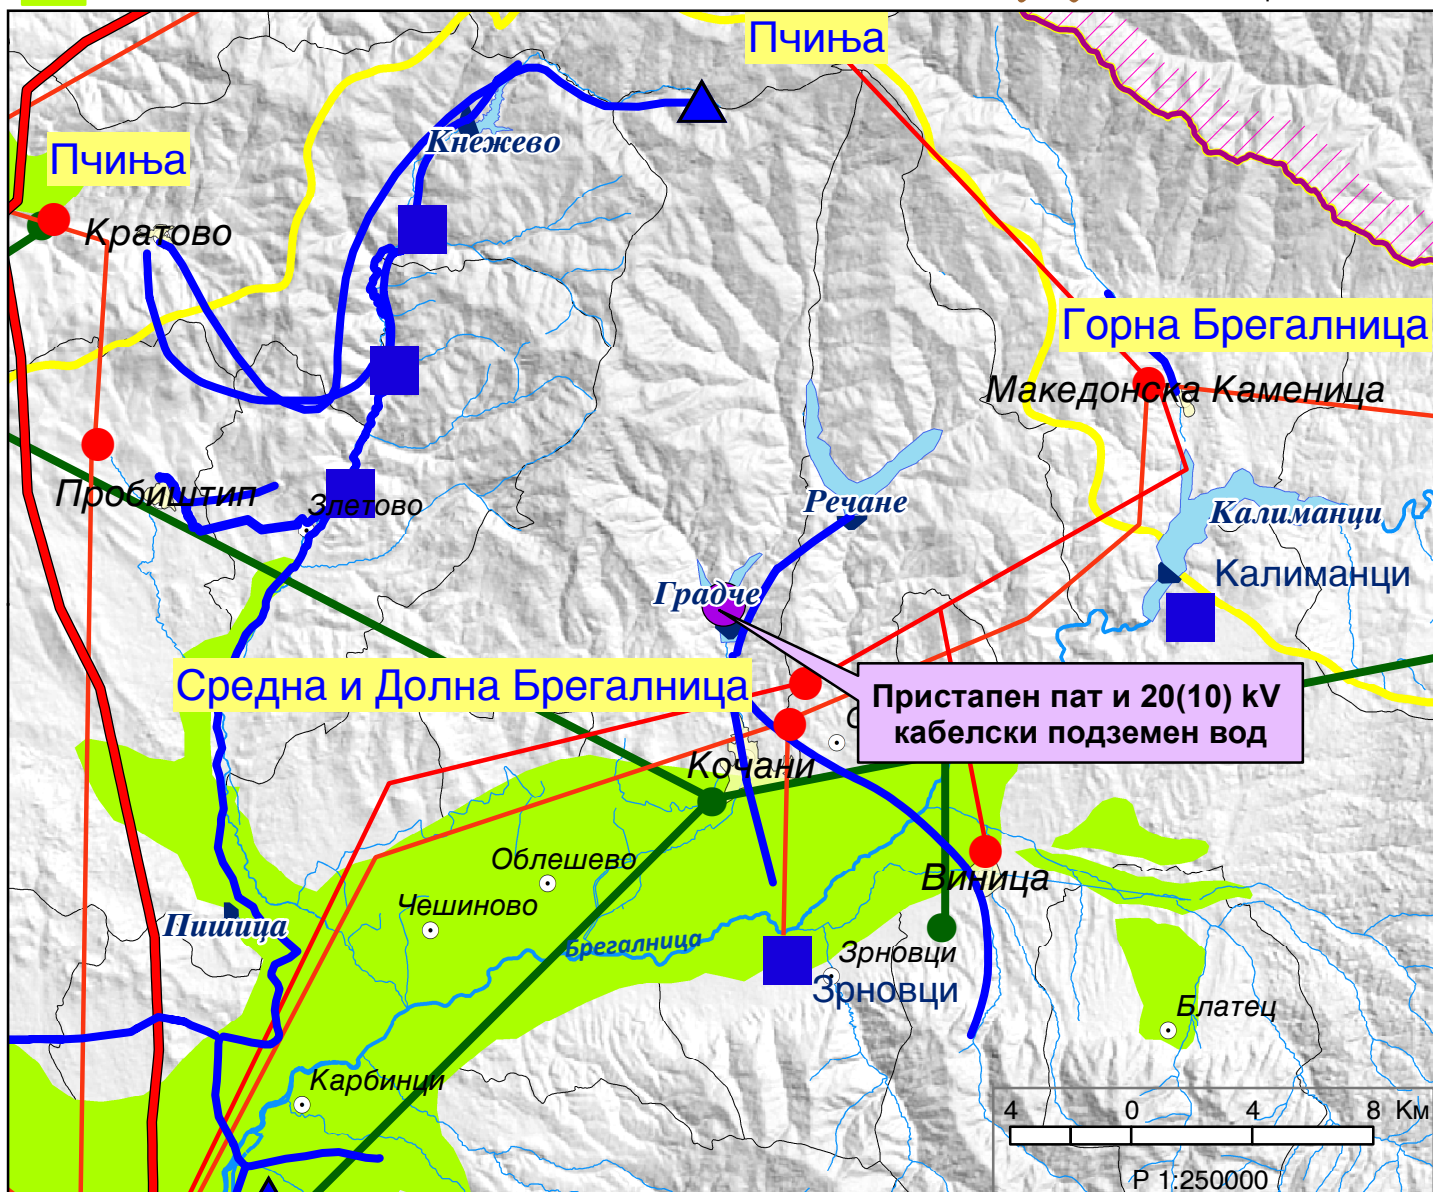 Пчиња
Кнежево
Пчиња
Кратово
Горна Брегалница
Македонска Каменица
Пробиштип
Злетово
Речане
Калиманци
Калиманци
Градче
Средна и Долна Брегалница
Пристапен пат и 20(10) kV
кабелски подземен вод
Кочани
Облешево
Виница
Чешиново
Пишица
Брегалница
Зрновци
Зрновци
Блатец
Карбинци
4 0 4 8 Км
Р 1:250000